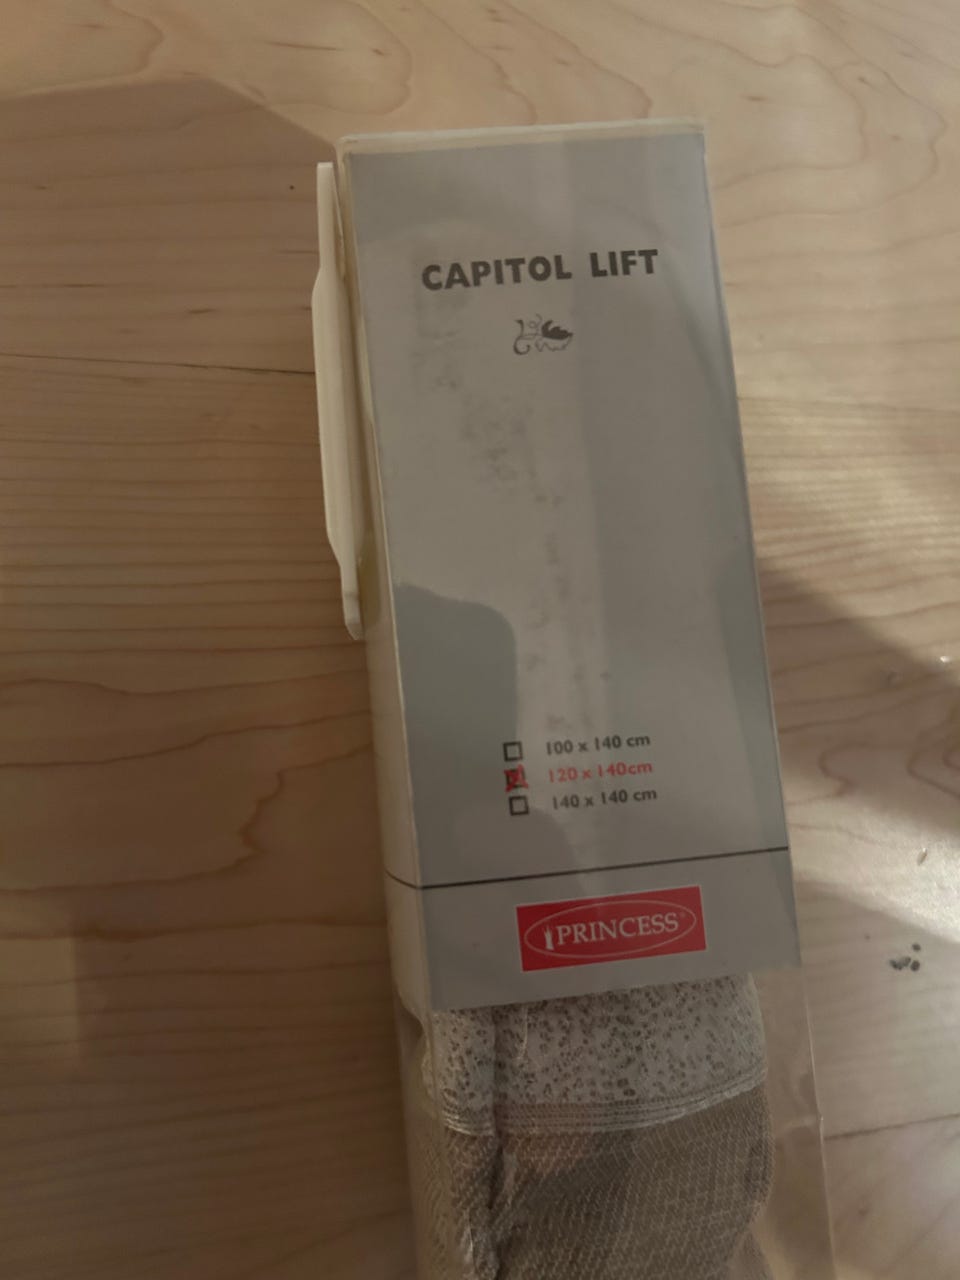 CAPITOL LIFT
100 x 140 cm
120 x 140cm
140 x 140 cm
PRINCESS®